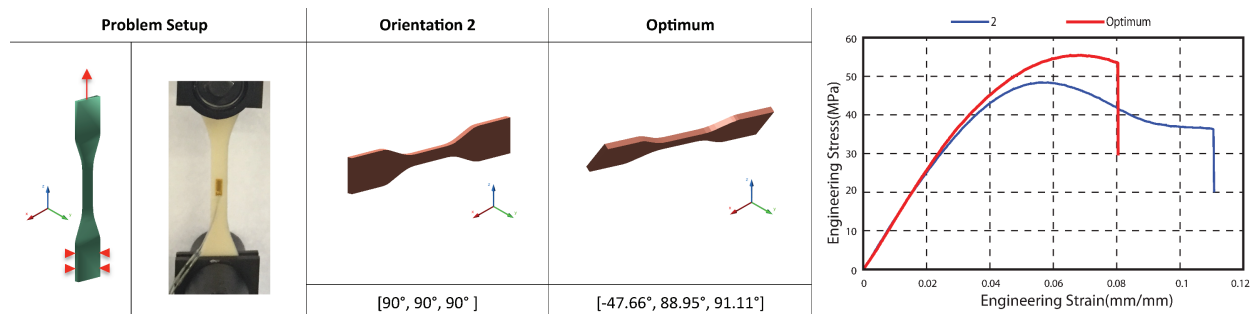 Problem Setup
Orientation 2
Optimum
[90°, 90°, 90° ]
[-47.66°, 88.95°, 91.11°]
2
Optimum
Engineering Stress(MPa)
60
50
40
30
20
10
0
0
0.02
0.04
0.06
0.08
0.1
0.12
Engineering Strain(mm/mm)